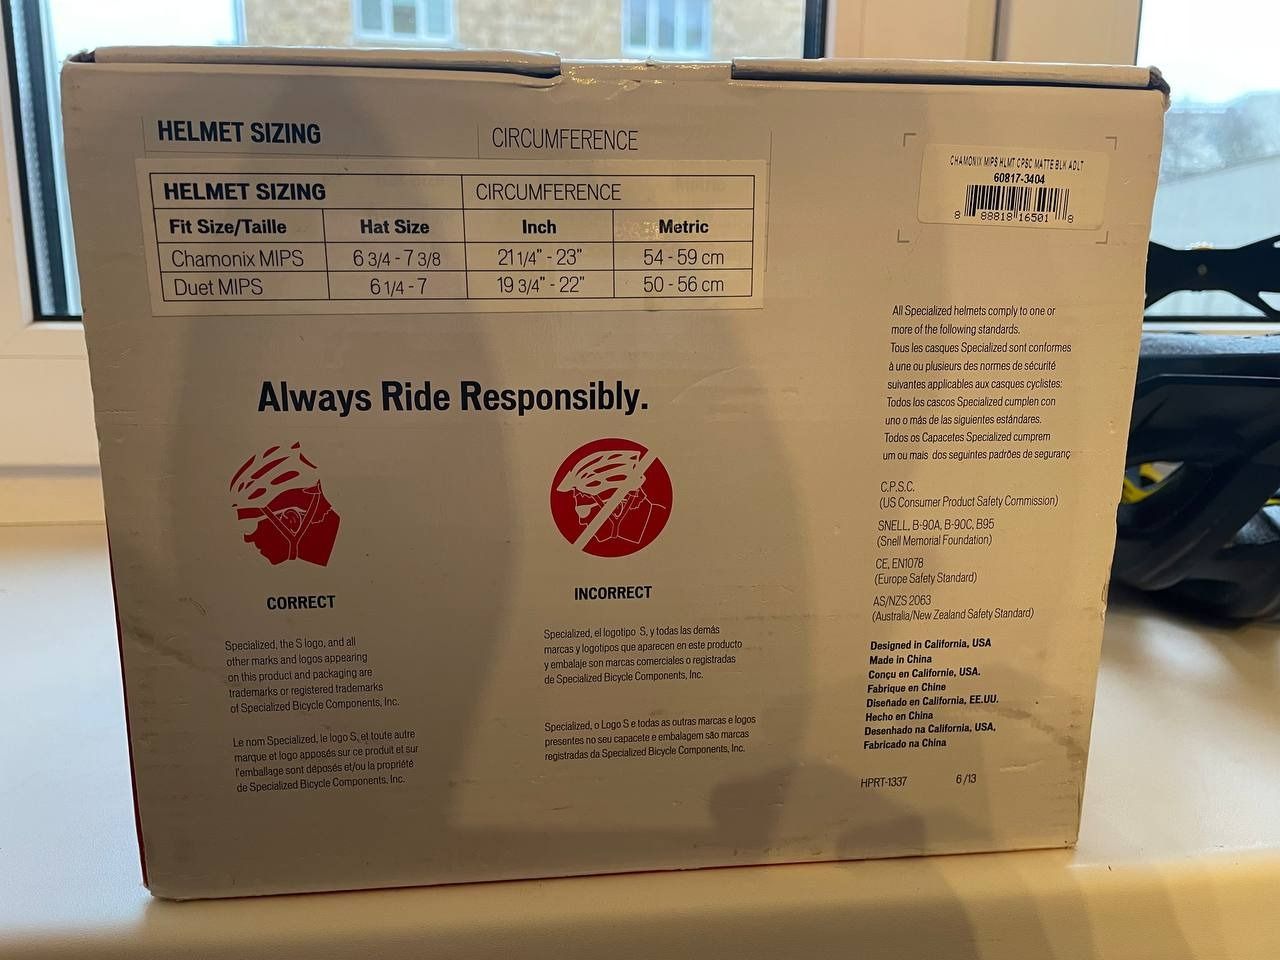 HELMET SIZING CIRCUMFERENCE
HELMET SIZING CIRCUMFERENCE
Fit Size/Taille Hat Size Inch Metric
Chamonix MIPS 6 3/4 - 7 3/8 21 1/4" - 23" 54 - 59 cm
Duet MIPS 6 1/4 - 7 19 3/4" - 22" 50 - 56 cm
CHAMONIX MIPS HLMT CPSC MATTE BLK ADLT
60817-3404
8 88818 16501 8
Always Ride Responsibly.
CORRECT
INCORRECT
Specialized, the S logo, and all
other marks and logos appearing
on this product and packaging are
trademarks or registered trademarks
of Specialized Bicycle Components, Inc.
Le nom Specialized, le logo S, et toute autre
marque et logo apposés sur ce produit et sur
l'emballage sont déposés et/ou la propriété
de Specialized Bicycle Components, Inc.
Specialized, el logotipo S, y todas las demás
marcas y logotipos que aparecen en este producto
y embalaje son marcas comerciales o registradas
de Specialized Bicycle Components, Inc.
Specialized, o Logo S e todas as outras marcas e logos
presentes no seu capacete e embalagem são marcas
registradas da Specialized Bicycle Components, Inc.
All Specialized helmets comply to one or
more of the following standards.
Tous les casques Specialized sont conformes
à une ou plusieurs des normes de sécurité
suivantes applicables aux casques cyclistes:
Todos los cascos Specialized cumplen con
uno o más de las siguientes estándares.
Todos os Capacetes Specialized cumprem
um ou mais dos seguintes padrões de seguranç
C.P.S.C.
(US Consumer Product Safety Commission)
SNELL, B-90A, B-90C, B95
(Snell Memorial Foundation)
CE, EN1078
(Europe Safety Standard)
AS/NZS 2063
(Australia/New Zealand Safety Standard)
Designed in California, USA
Made in China
Conçu en Californie, USA.
Fabrique en Chine
Diseñado en California, EE.UU.
Hecho en China
Desenhado na California, USA,
Fabricado na China
HPRT-1337 6/13